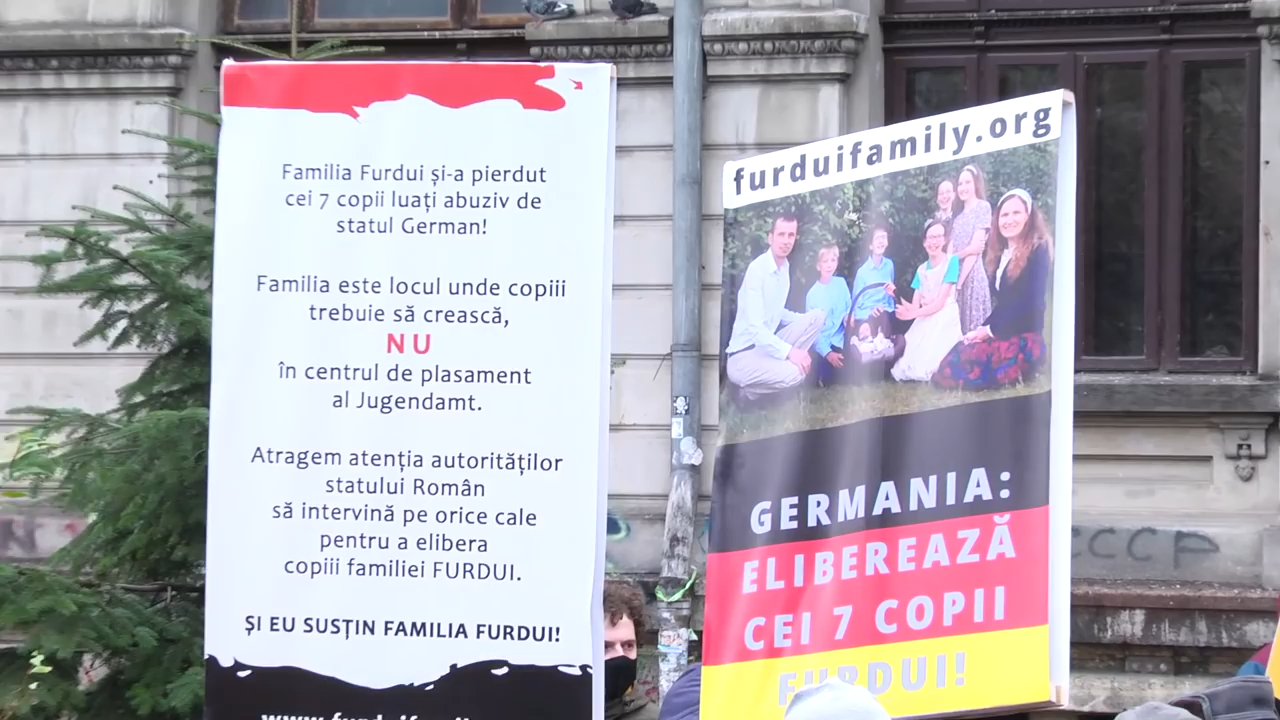 Familia Furdui și-a pierdut
cei 7 copii luați abuziv de
statul German!
Familia este locul unde copiii
trebuie să crească,
NU
în centrul de plasament
al Jugendamt.
Atragem atenția autorităților
statului Român
să intervină pe orice cale
pentru a elibera
copiii familiei FURDUI.
ȘI EU SUSȚIN FAMILIA FURDUI!
furduifamily.org
GERMANIA:
ELIBEREAZĂ
CEI 7 COPII
FURDUI!
CCCP